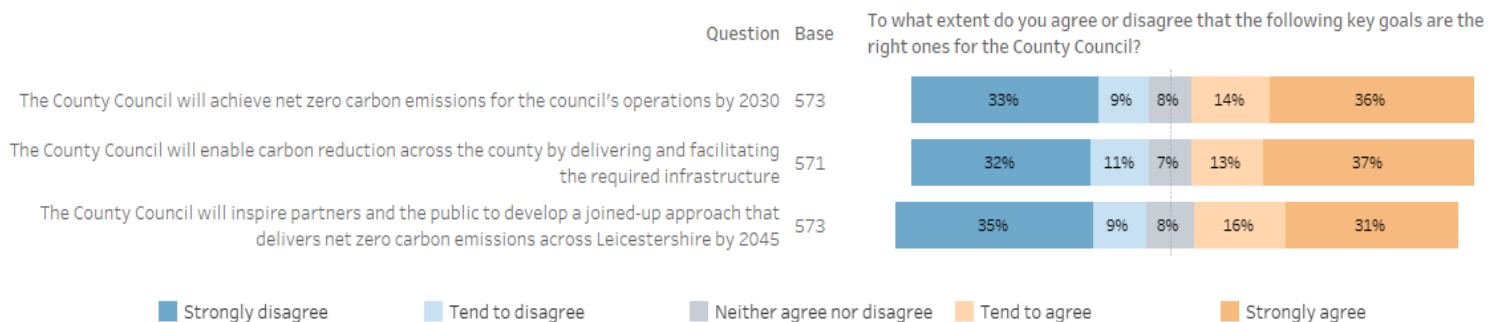 Question Base
To what extent do you agree or disagree that the following key goals are the
right ones for the County Council?
The County Council will achieve net zero carbon emissions for the council's operations by 2030 573
33% 9% 8% 14% 36%
The County Council will enable carbon reduction across the county by delivering and facilitating
the required infrastructure 571
32% 11% 7% 13% 37%
The County Council will inspire partners and the public to develop a joined-up approach that
delivers net zero carbon emissions across Leicestershire by 2045 573
35% 9% 8% 16% 31%
Strongly disagree Tend to disagree Neither agree nor disagree Tend to agree Strongly agree